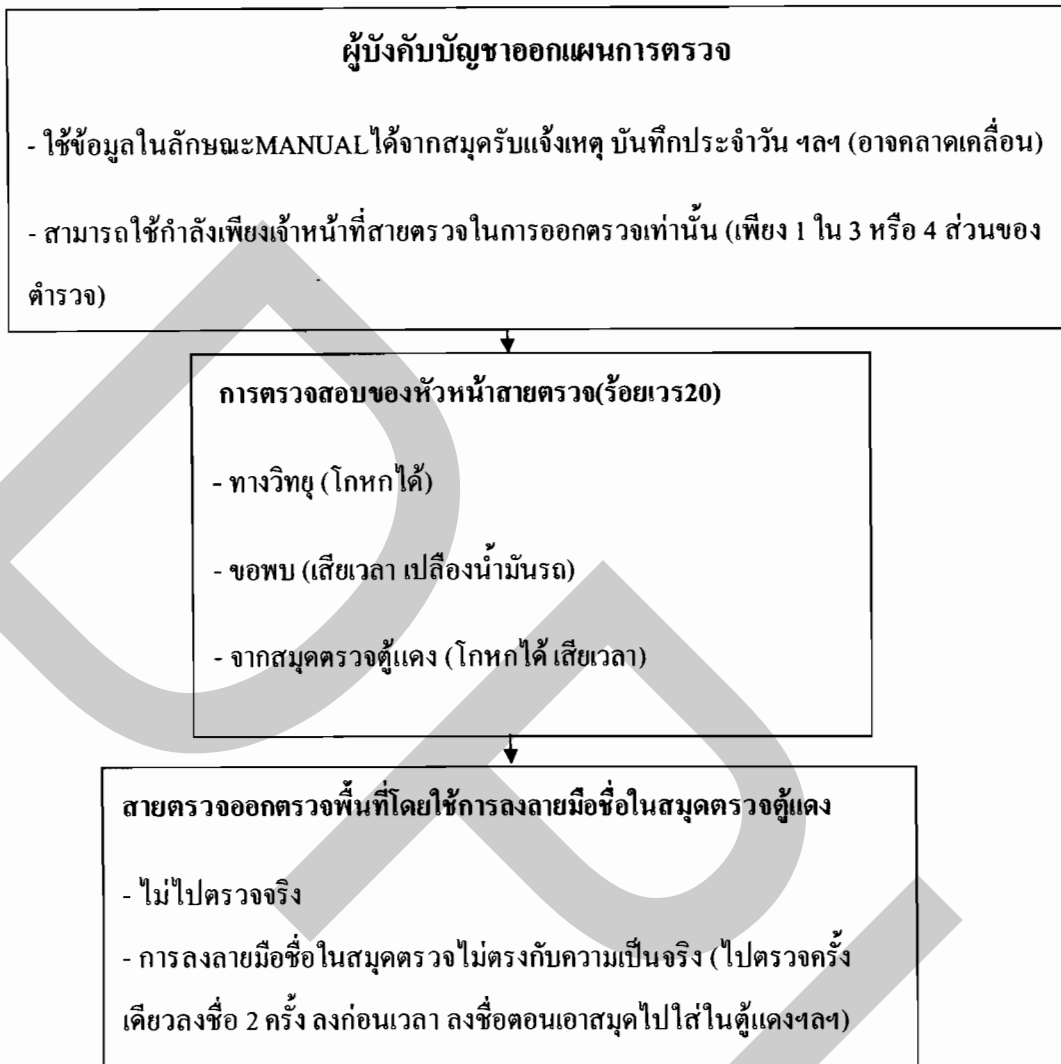 ผู้บังคับบัญชาออกแผนการตรวจ
- ใช้ข้อมูลในลักษณะMANUALได้จากสมุดรับแจ้งเหตุ บันทึกประจำวัน ฯลฯ (อาจคลาดเคลื่อน)
- สามารถใช้กำลังเพียงเจ้าหน้าที่สายตรวจในการออกตรวจเท่านั้น (เพียง 1 ใน 3 หรือ 4 ส่วนของ
ตำรวจ)
การตรวจสอบของหัวหน้าสายตรวจ(ร้อยเวร20)
- ทางวิทยุ (โกหกได้)
- ขอพบ (เสียเวลา เปลืองน้ำมันรถ)
- จากสมุดตรวจตู้แดง (โกหกได้ เสียเวลา)
สายตรวจออกตรวจพื้นที่โดยใช้การลงลายมือชื่อในสมุดตรวจตู้แดง
- ไม่ไปตรวจจริง
- การลงลายมือชื่อในสมุดตรวจไม่ตรงกับความเป็นจริง (ไปตรวจครั้ง
เดียวลงชื่อ 2 ครั้ง ลงก่อนเวลา ลงชื่อตอนเอาสมุดไปใส่ในตู้แดงฯลฯ)